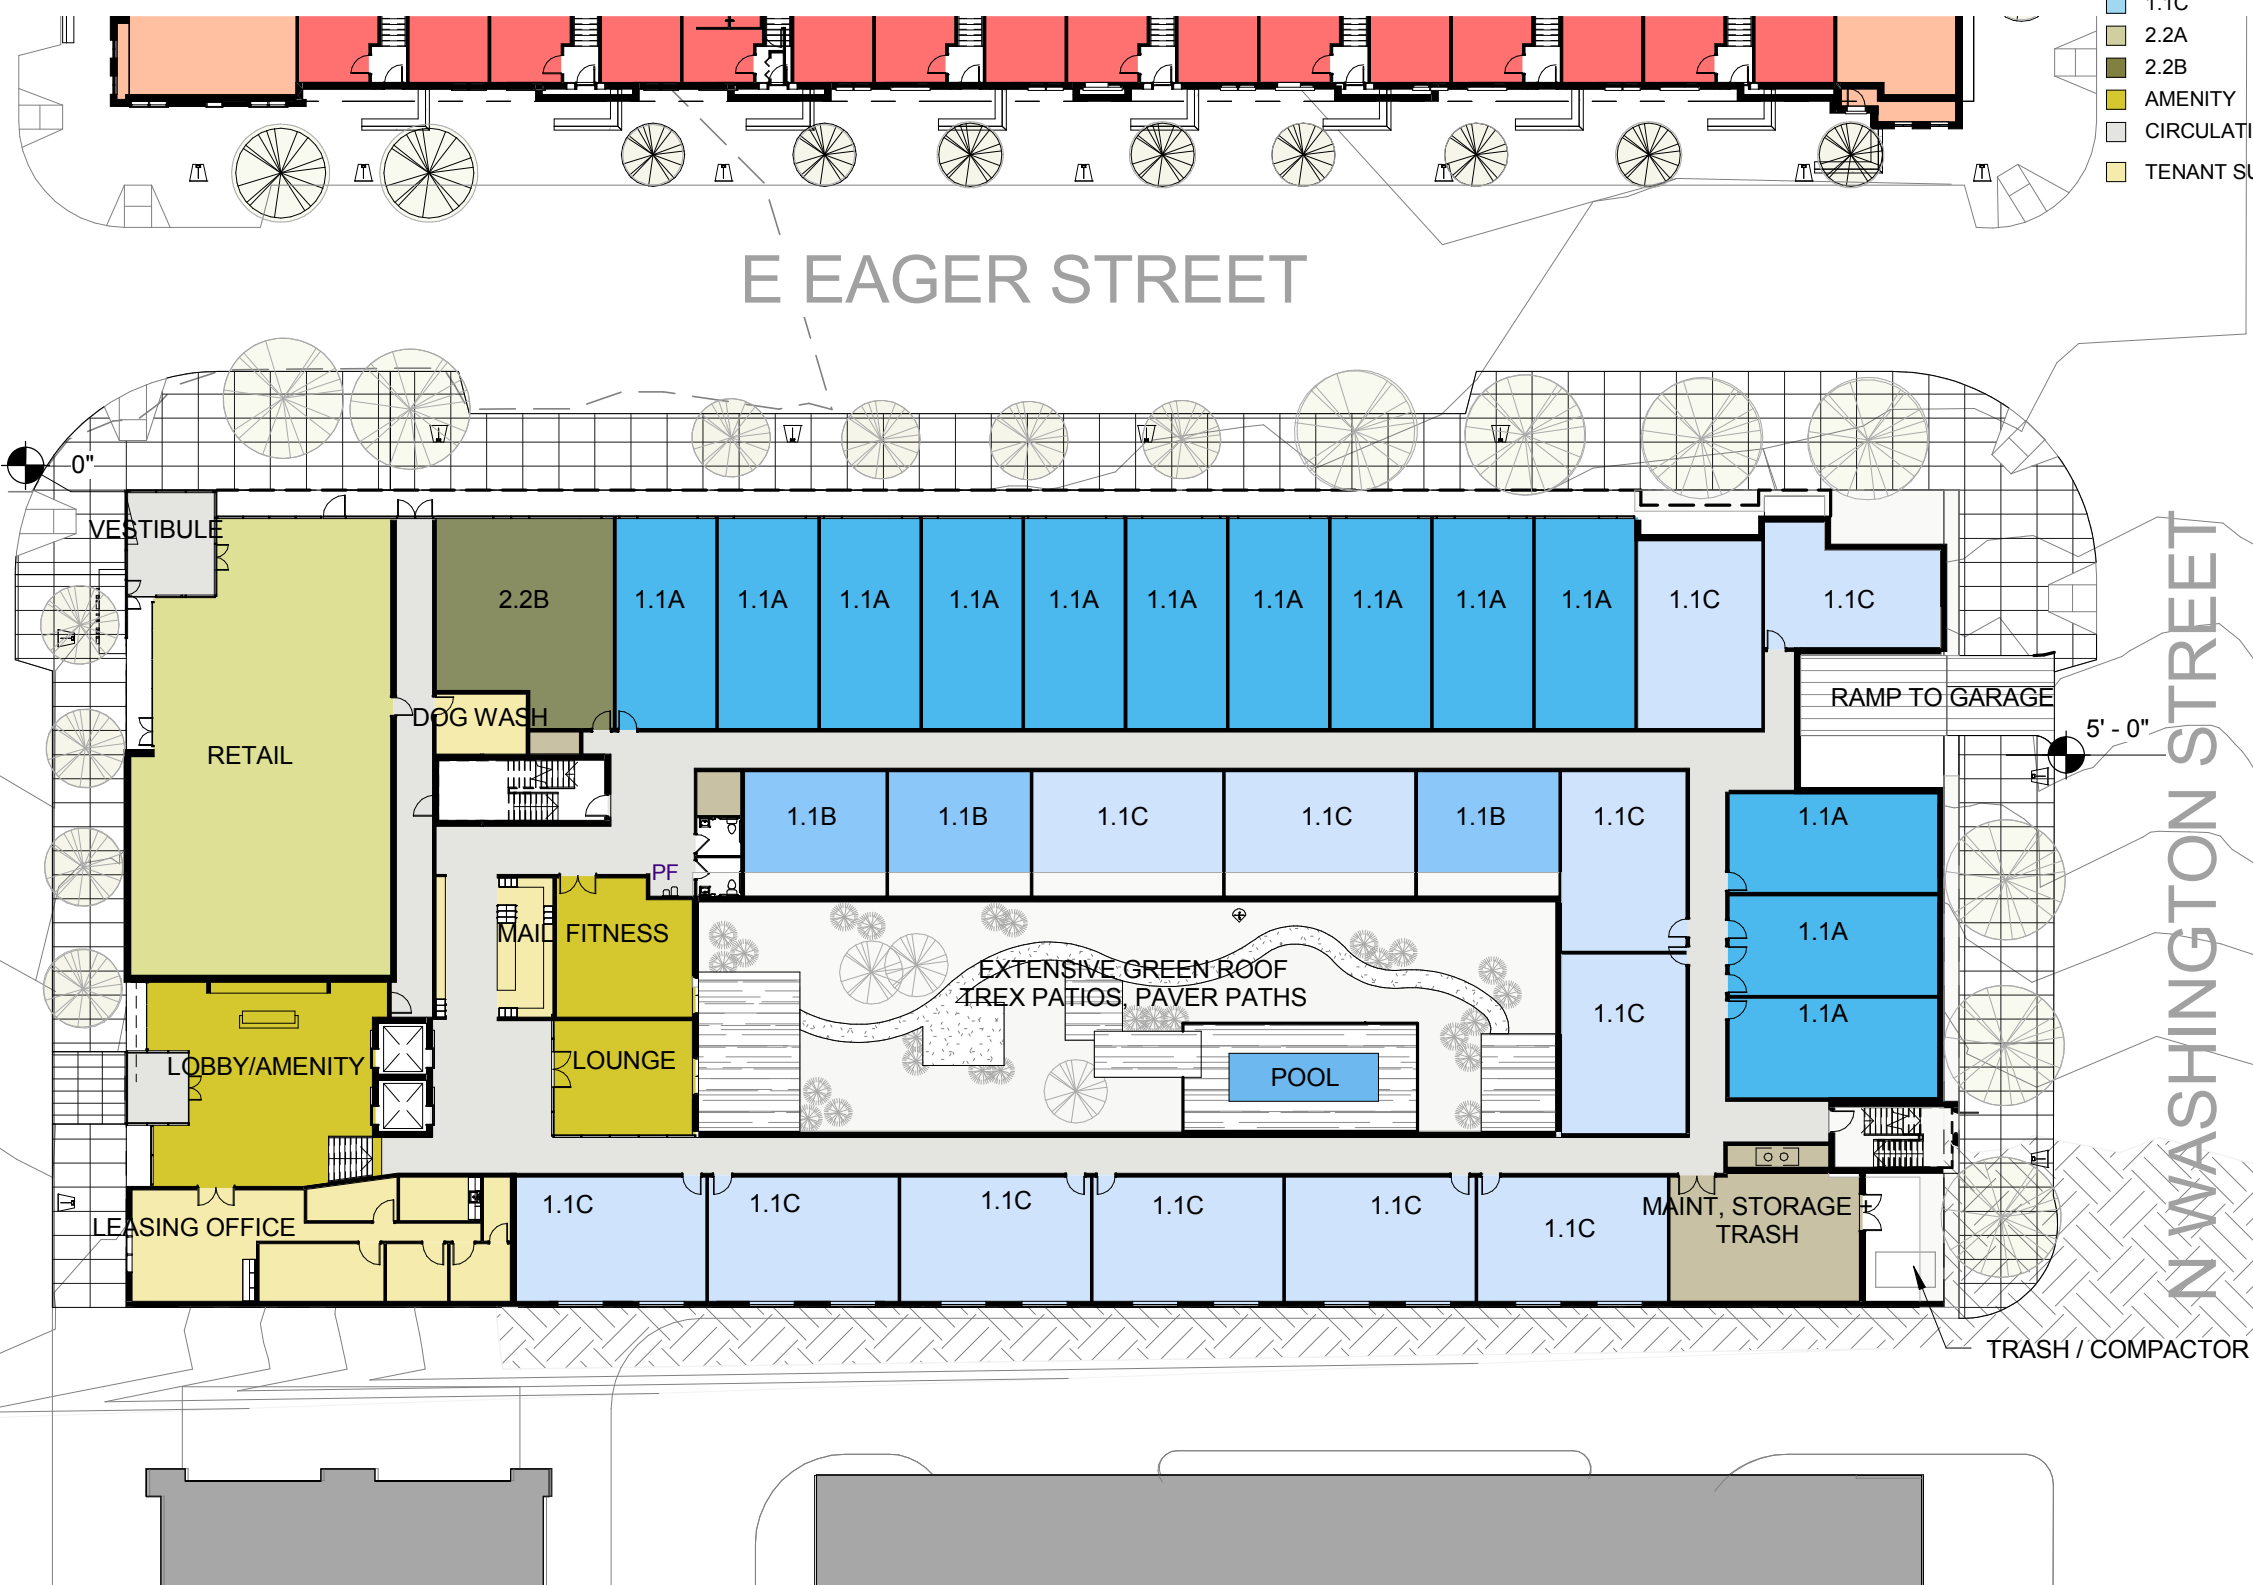 1.1C
2.2A
2.2B
AMENITY
CIRCULATI
TENANT SU
E EAGER STREET
0"
VESTIBULE
2.2B
1.1A
1.1A
1.1A
1.1A
1.1A
1.1A
1.1A
1.1A
1.1A
1.1A
1.1C
1.1C
N WASHINGTON STREET
RAMP TO GARAGE
DOG WASH
5' - 0"
RETAIL
1.1B
1.1B
1.1C
1.1C
1.1B
1.1C
1.1A
PF
MAIL
FITNESS
1.1A
EXTENSIVE GREEN ROOF
TREX PATIOS, PAVER PATHS
1.1C
1.1A
LOBBY/AMENITY
LOUNGE
POOL
LEASING OFFICE
1.1C
1.1C
1.1C
1.1C
1.1C
1.1C
MAINT, STORAGE
TRASH
TRASH / COMPACTOR